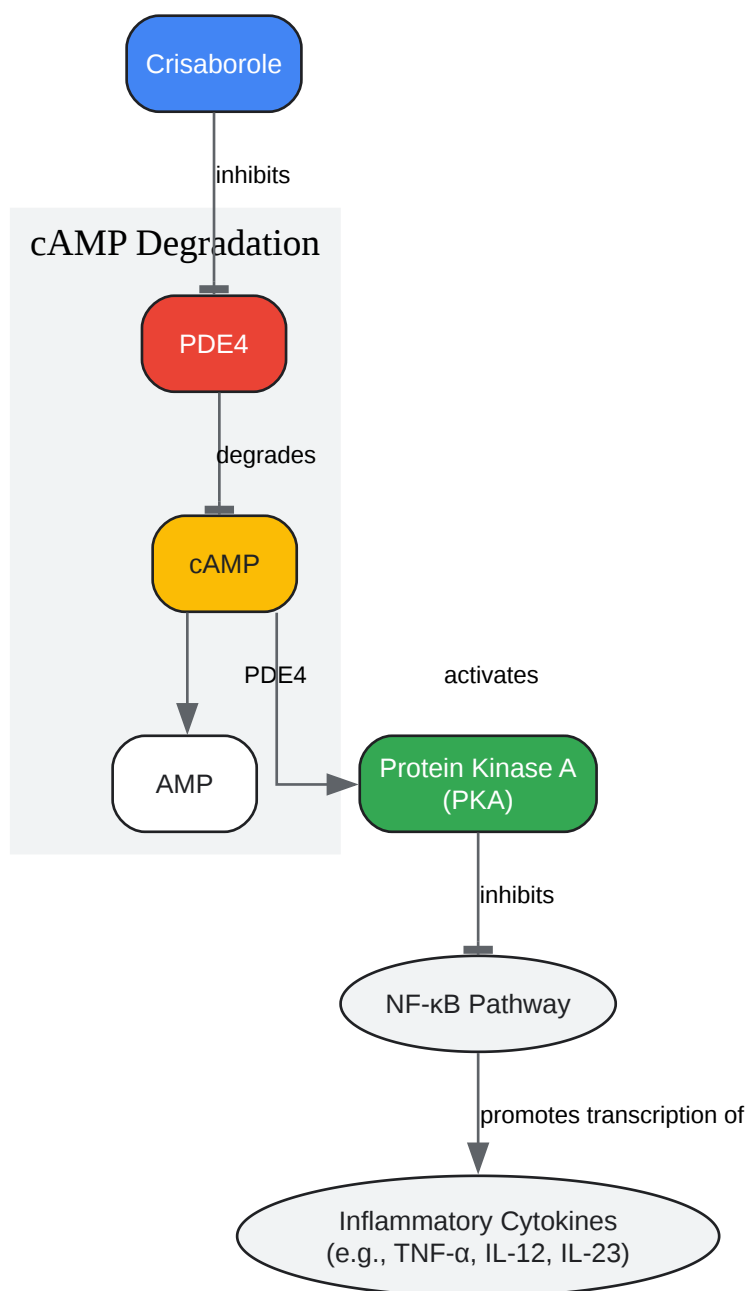 Crisaborole
inhibits
cAMP Degradation
PDE4
degrades
cAMP
PDE4
activates
AMP
Protein Kinase A
(PKA)
inhibits
NF-κB Pathway
promotes transcription of
Inflammatory Cytokines
(e.g., TNF-α, IL-12, IL-23)